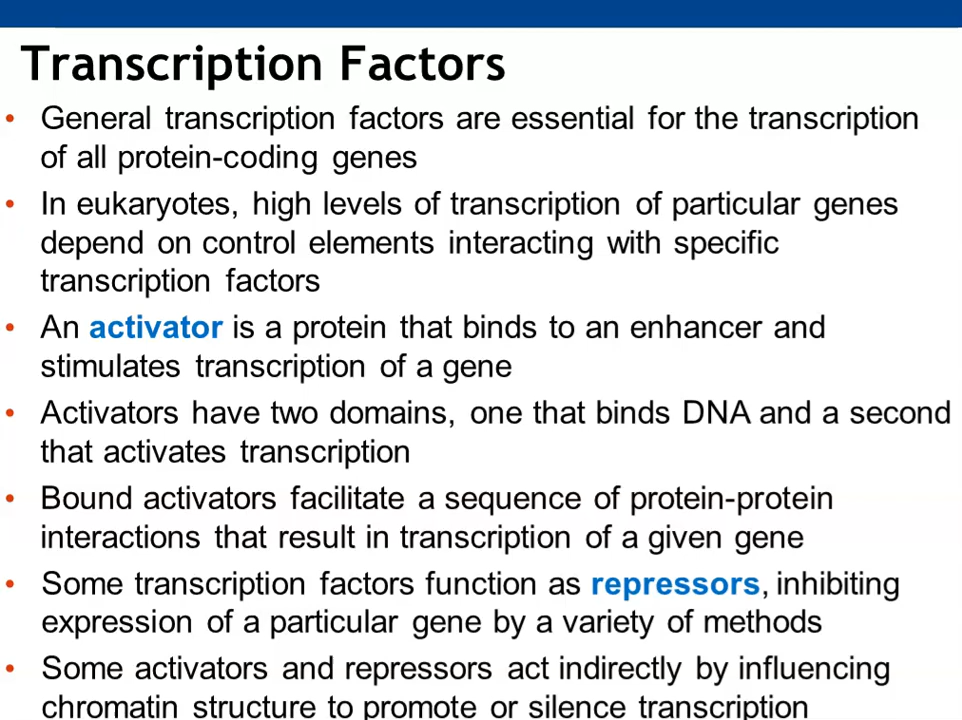 Transcription Factors
• General transcription factors are essential for the transcription
of all protein-coding genes
• In eukaryotes, high levels of transcription of particular genes
depend on control elements interacting with specific
transcription factors
• An activator is a protein that binds to an enhancer and
stimulates transcription of a gene
• Activators have two domains, one that binds DNA and a second
that activates transcription
• Bound activators facilitate a sequence of protein-protein
interactions that result in transcription of a given gene
• Some transcription factors function as repressors, inhibiting
expression of a particular gene by a variety of methods
• Some activators and repressors act indirectly by influencing
chromatin structure to promote or silence transcription